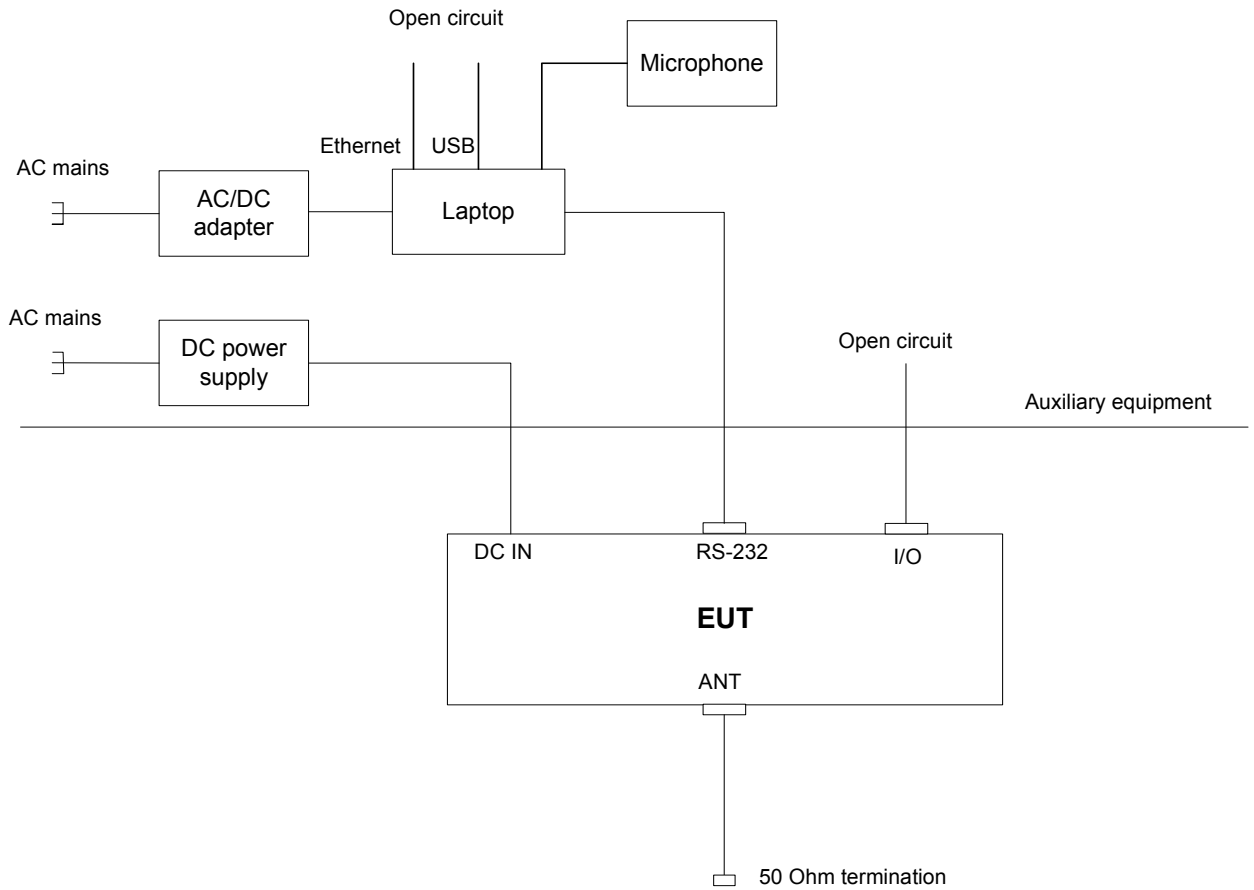 Open circuit
Microphone
Ethernet USB
AC mains
AC/DC
adapter
Laptop
AC mains
DC power
supply
Open circuit
Auxiliary equipment
DC IN RS-232 I/O
EUT
ANT
50 Ohm termination